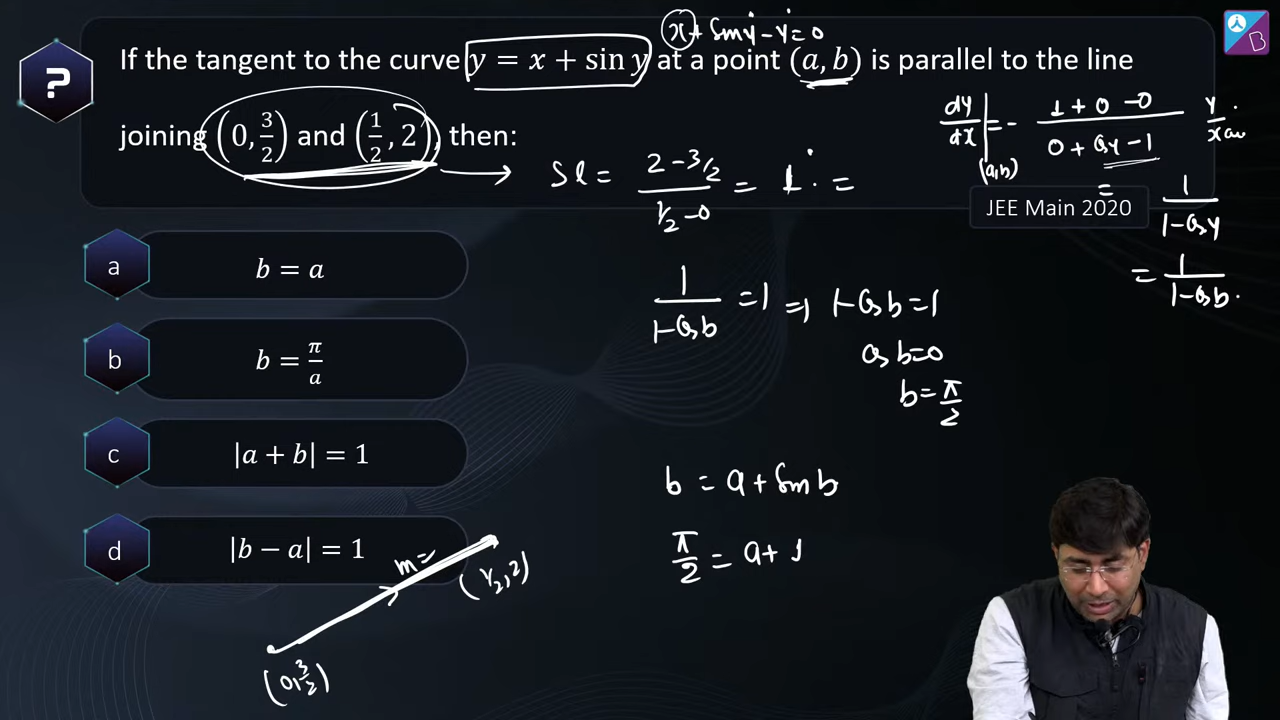 x + sin y - y = 0
If the tangent to the curve y = x + sin y at a point (a, b) is parallel to the line
joining (0, 3/2) and (1/2, 2), then:
Sl = (2 - 3/2)/(1/2 - 0) = 1 =
dy/dx|(a,b) = - (1 + 0 - 0)/(0 + cos y - 1)
= 1/(1 - cos y)
= 1/(1 - cos b)
JEE Main 2020
a b = a
b b = π/a
c |a + b| = 1
d |b - a| = 1
1/(1 - cos b) = 1 ⇒ 1 - cos b = 1
cos b = 0
b = π/2
b = a + sin b
π/2 = a + 1
m =
(1/2, 2)
(0, 3/2)
?
B